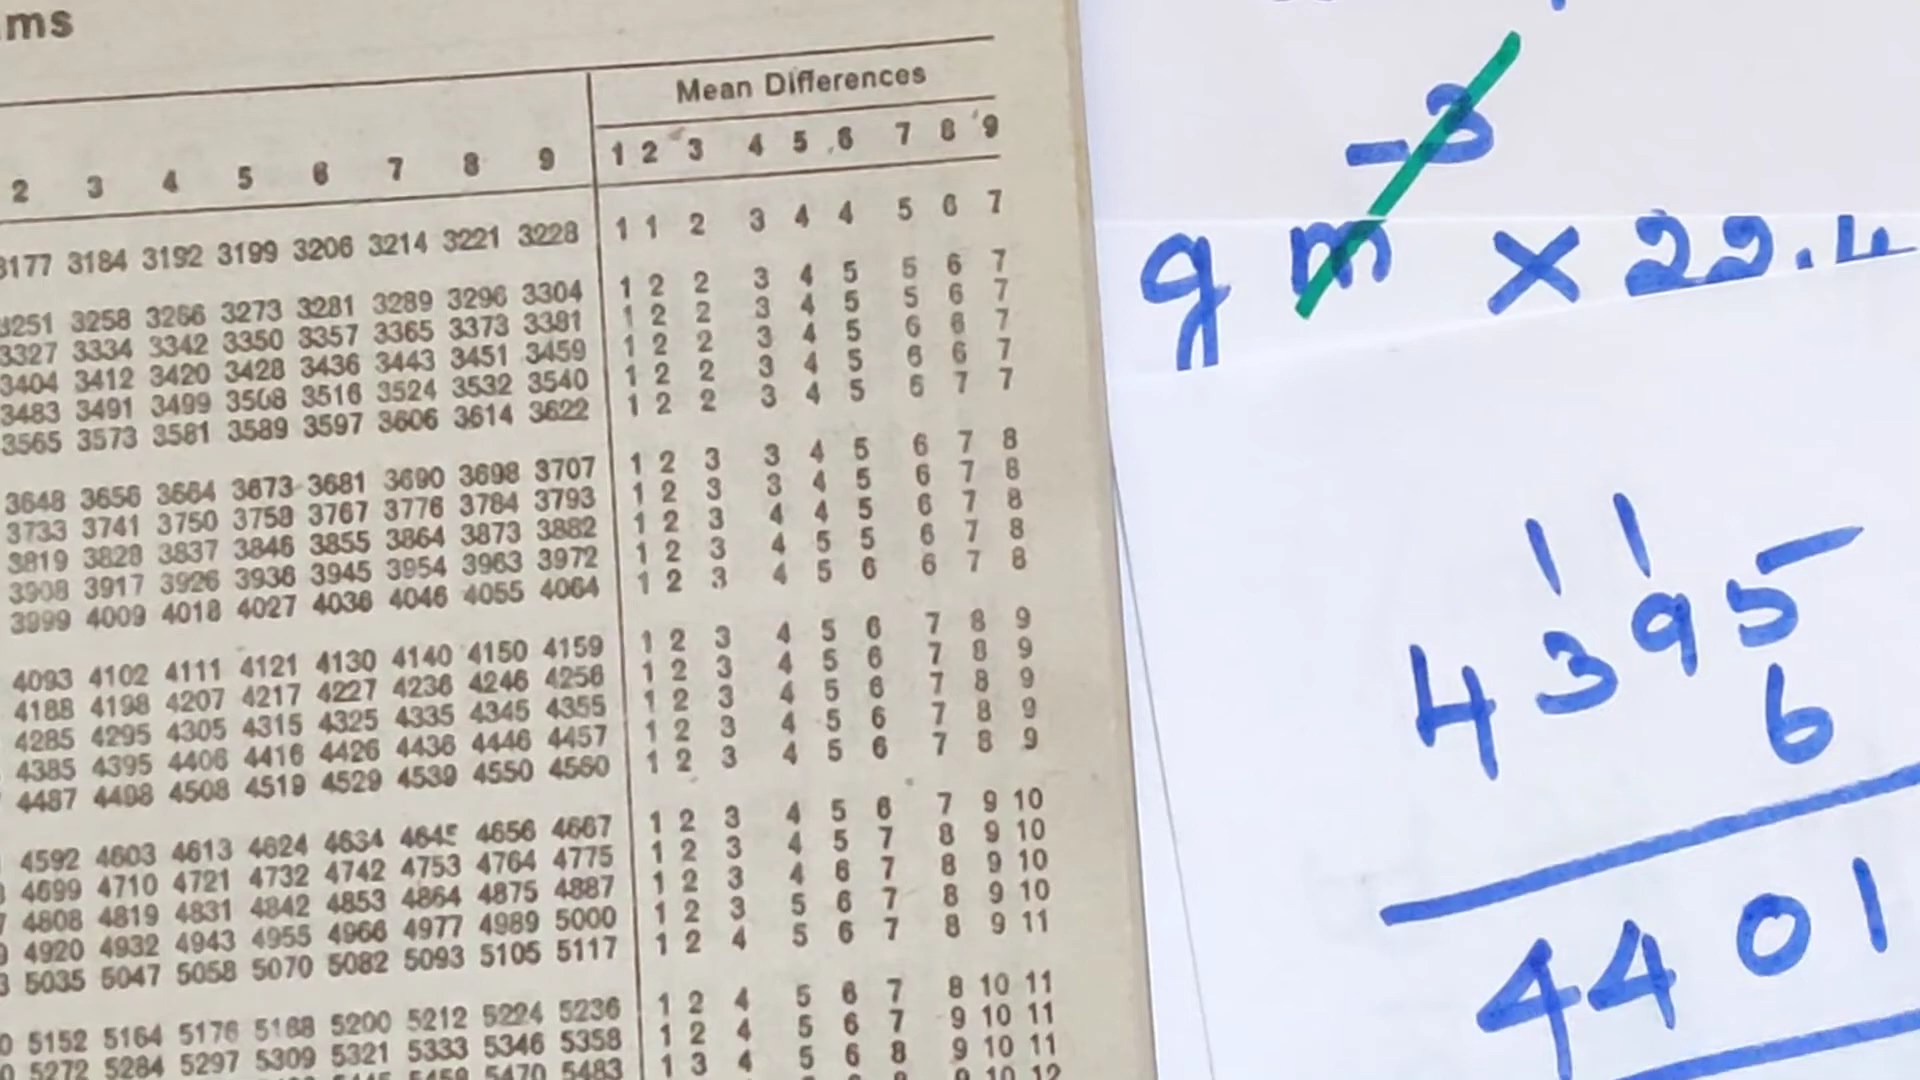 ms
Mean Differences
2 3 4 5 6 7 8 9 1 2 3 4 5 6 7 8 9
3177 3184 3192 3199 3206 3214 3221 3228 1 1 2 3 4 4 5 6 7
3251 3258 3266 3273 3281 3289 3296 3304 1 2 2 3 4 5 5 6 7
3327 3334 3342 3350 3357 3365 3373 3381 1 2 2 3 4 5 5 6 7
3404 3412 3420 3428 3436 3443 3451 3459 1 2 2 3 4 5 6 6 7
3483 3491 3499 3508 3516 3524 3532 3540 1 2 2 3 4 5 6 6 7
3565 3573 3581 3589 3597 3606 3614 3622 1 2 2 3 4 5 6 7 7
3648 3656 3664 3673 3681 3690 3698 3707 1 2 3 3 4 5 6 7 8
3733 3741 3750 3758 3767 3776 3784 3793 1 2 3 3 4 5 6 7 8
3819 3828 3837 3846 3855 3864 3873 3882 1 2 3 4 4 5 6 7 8
3908 3917 3926 3936 3945 3954 3963 3972 1 2 3 4 5 5 6 7 8
3999 4009 4018 4027 4036 4046 4055 4064 1 2 3 4 5 6 6 7 8
4093 4102 4111 4121 4130 4140 4150 4159 1 2 3 4 5 6 7 8 9
4188 4198 4207 4217 4227 4236 4246 4256 1 2 3 4 5 6 7 8 9
4285 4295 4305 4315 4325 4335 4345 4355 1 2 3 4 5 6 7 8 9
4385 4395 4406 4416 4426 4436 4446 4457 1 2 3 4 5 6 7 8 9
4487 4498 4508 4519 4529 4539 4550 4560 1 2 3 4 5 6 7 8 9
4592 4603 4613 4624 4634 4645 4656 4667 1 2 3 4 5 6 7 9 10
4699 4710 4721 4732 4742 4753 4764 4775 1 2 3 4 5 7 8 9 10
4808 4819 4831 4842 4853 4864 4875 4887 1 2 3 4 6 7 8 9 10
4920 4932 4943 4955 4966 4977 4989 5000 1 2 3 5 6 7 8 9 10
5035 5047 5058 5070 5082 5093 5105 5117 1 2 4 5 6 7 8 9 11
5152 5164 5176 5188 5200 5212 5224 5236 1 2 4 5 6 7 8 10 11
5272 5284 5297 5309 5321 5333 5346 5358 1 2 4 5 6 7 9 10 11
5470 5483 1 3 4 5 6 8 9 10 11
-3
g m × 22.4
1 1
4395
6
4401